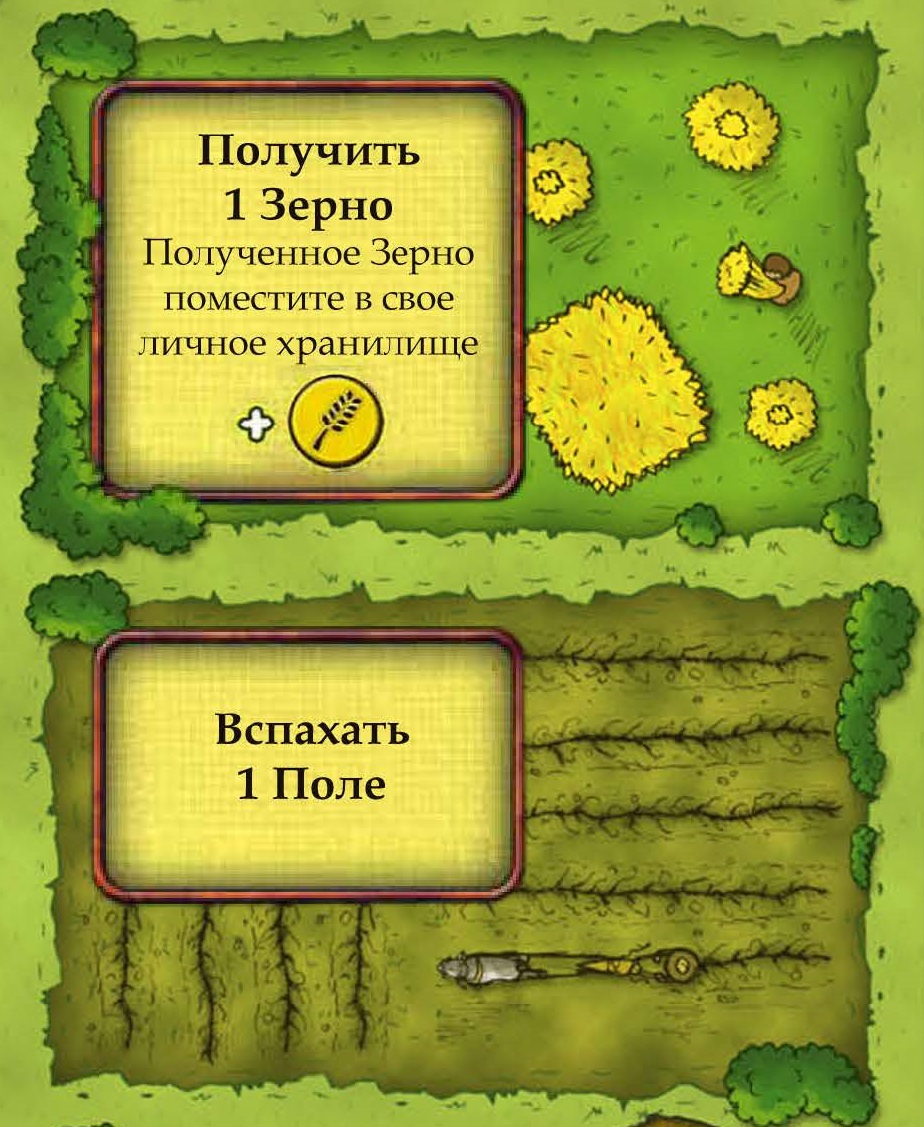 Получить
1 Зерно
Полученное Зерно
поместите в свое
личное хранилище
Вспахать
1 Поле